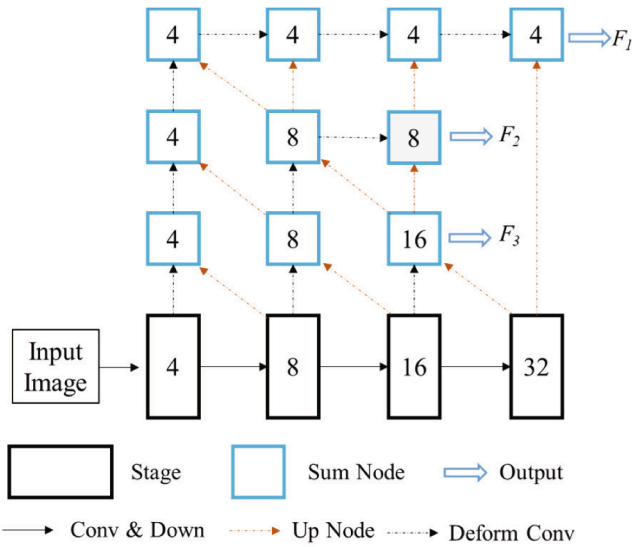 4 4 4 4 F1
4 8 8 F2
4 8 16 F3
Input
Image
4 8 16 32
Stage Sum Node Output
Conv & Down Up Node Deform Conv